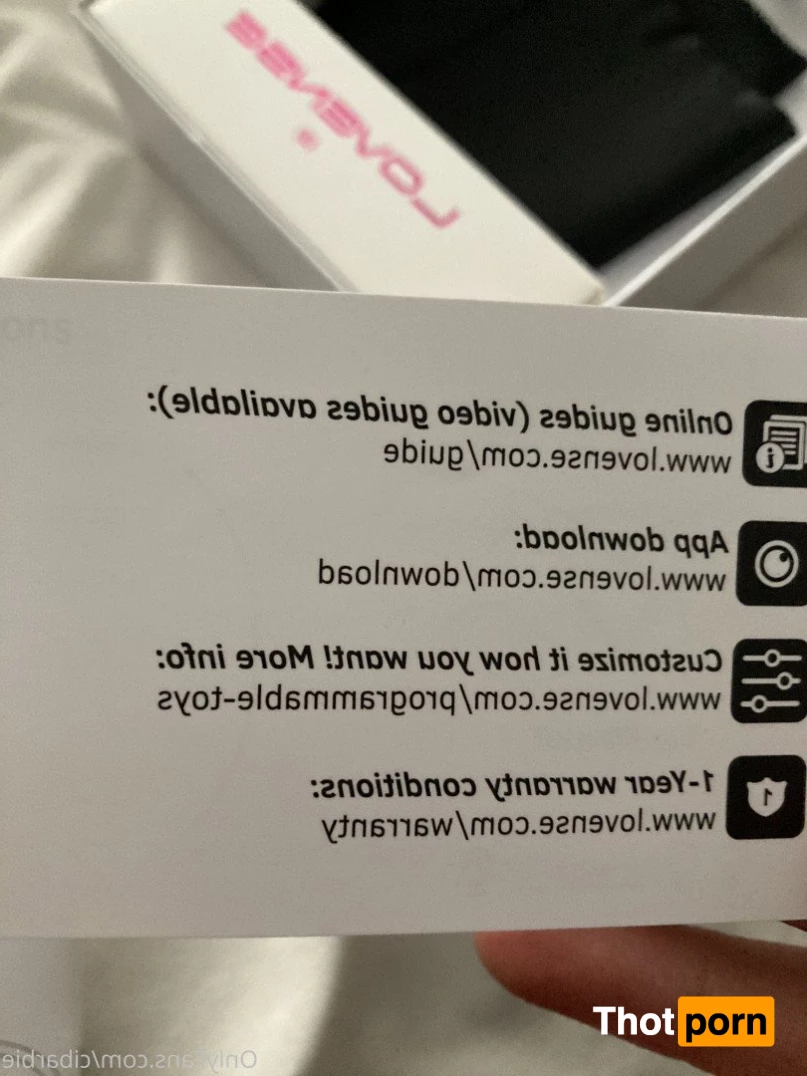 LOVENSE
ons
Online guides (video guides available):
www.lovense.com/guide
App download:
www.lovense.com/download
Customize it how you want! More info:
www.lovense.com/programmable-toys
1-Year warranty conditions:
www.lovense.com/warranty
1
Thotporn
OnlyFans.com/cibarbie